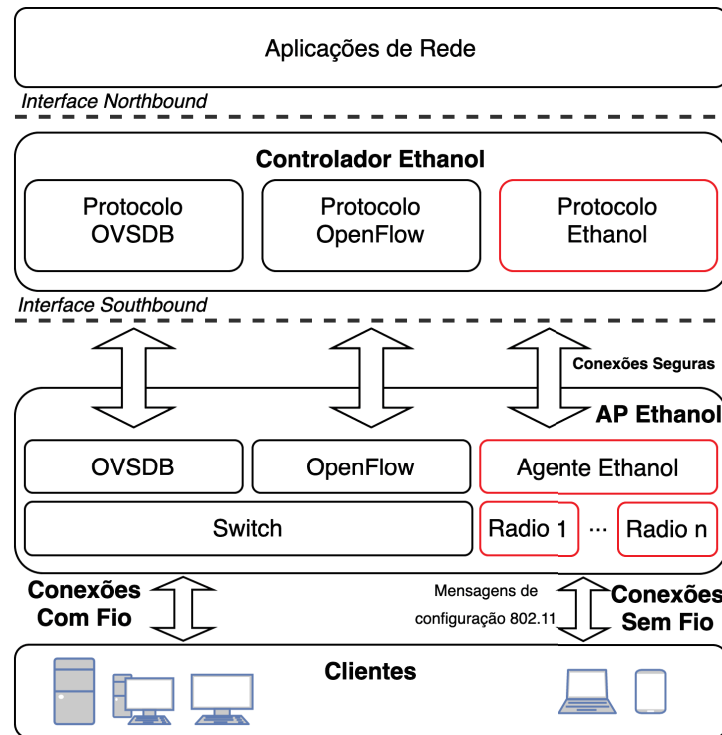 Aplicações de Rede
Interface Northbound
Controlador Ethanol
Protocolo
OVSDB
Protocolo
OpenFlow
Protocolo
Ethanol
Interface Southbound
Conexões Seguras
AP Ethanol
OVSDB
OpenFlow
Agente Ethanol
Switch
Radio 1
...
Radio n
Conexões
Com Fio
Mensagens de
configuração 802.11
Conexões
Sem Fio
Clientes